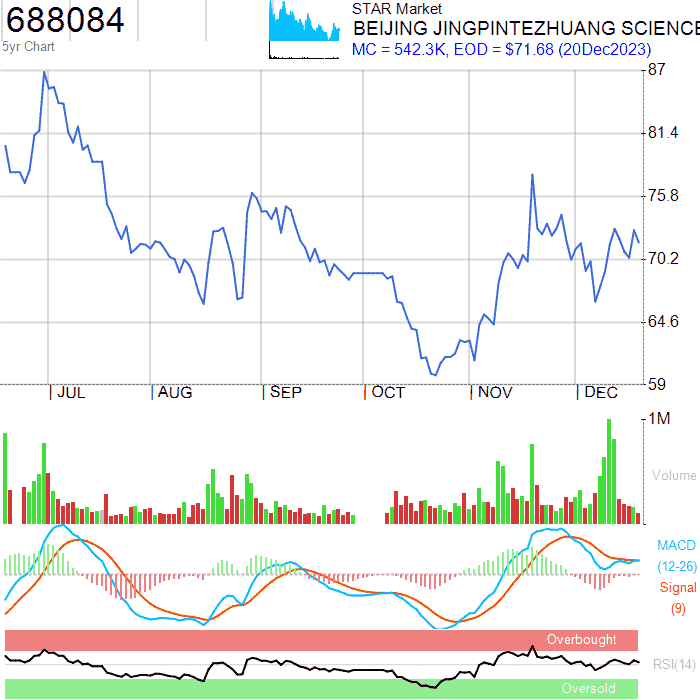 688084
5yr Chart
STAR Market
BEIJING JINGPINTEZHUANG SCIENCE
MC = 542.3K, EOD = $71.68 (20Dec2023)
87
81.4
75.8
70.2
64.6
59
JUL AUG SEP OCT NOV DEC
1M
Volume
MACD
(12-26)
Signal
(9)
Overbought
RSI(14)
Oversold